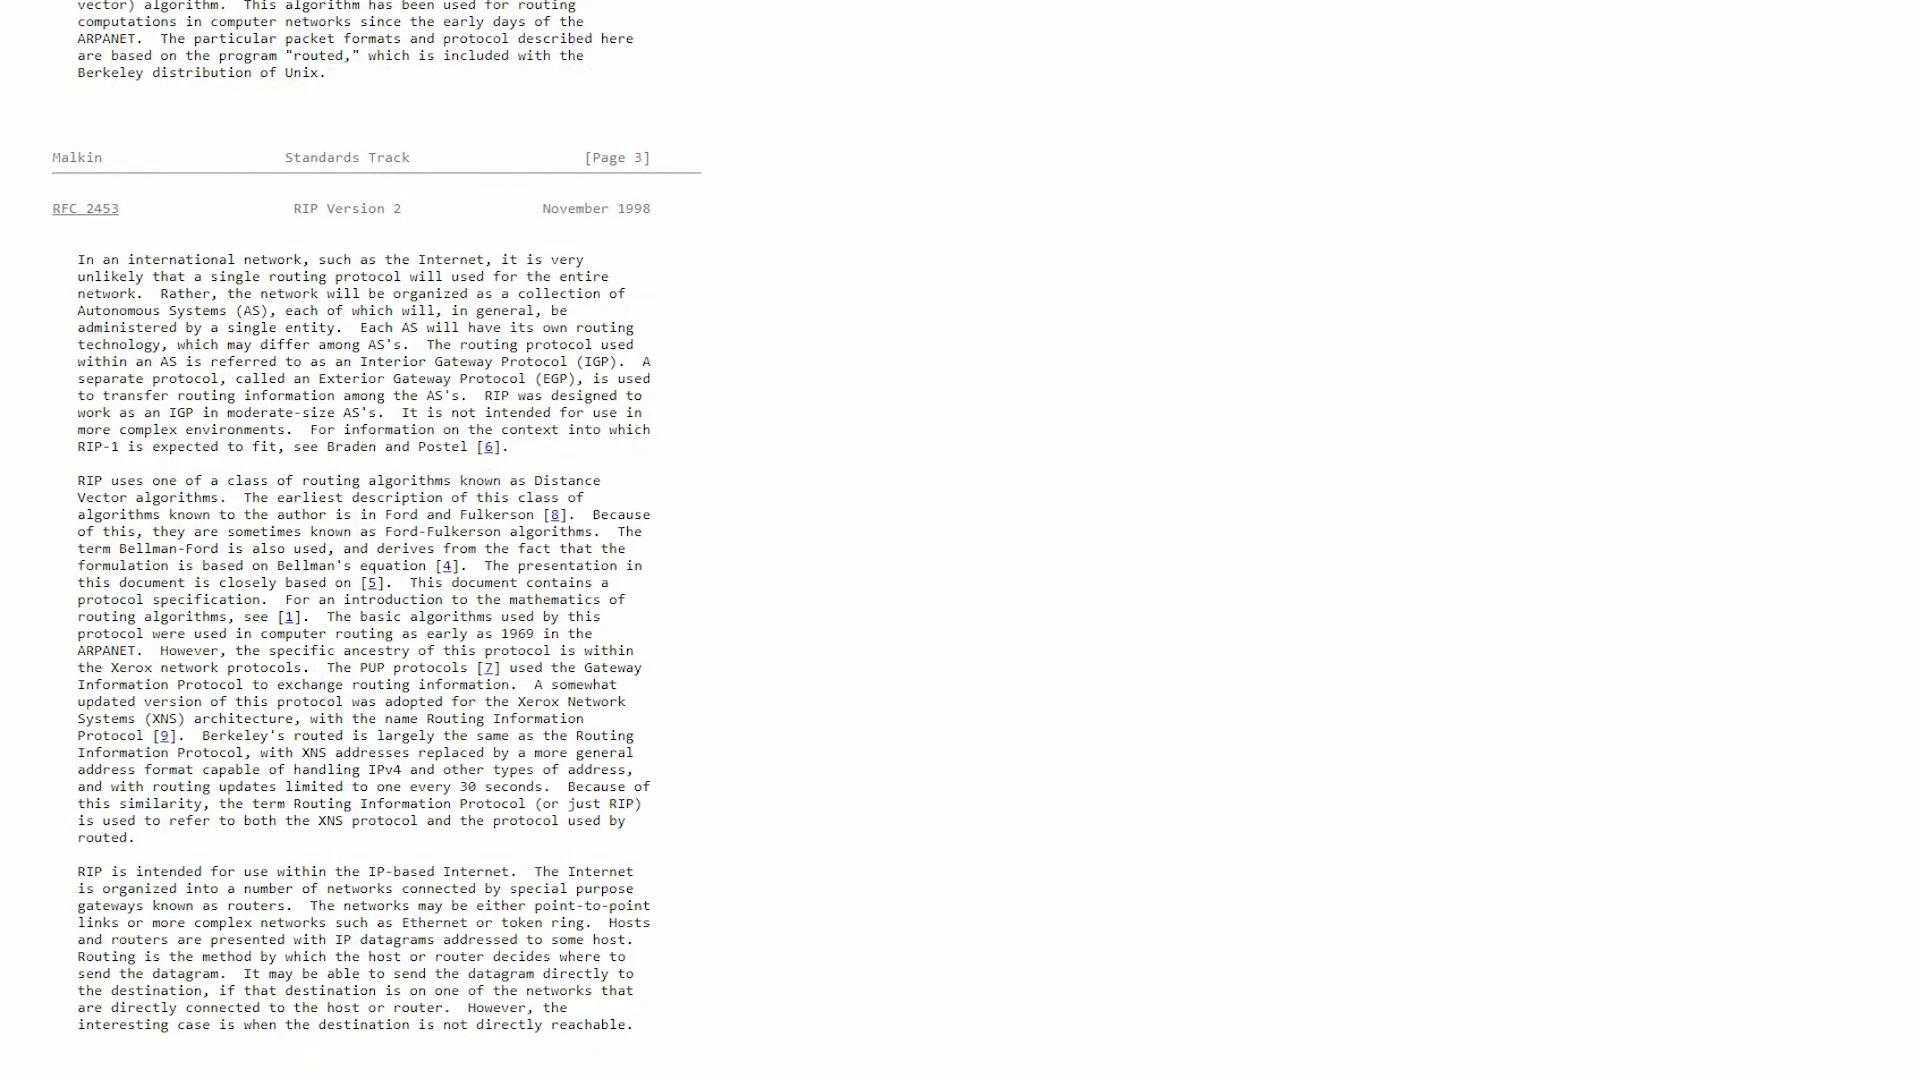 vector) algorithm.  This algorithm has been used for routing
computations in computer networks since the early days of the
ARPANET.  The particular packet formats and protocol described here
are based on the program "routed," which is included with the
Berkeley distribution of Unix.
Malkin Standards Track [Page 3]
RFC 2453 RIP Version 2 November 1998
In an international network, such as the Internet, it is very
unlikely that a single routing protocol will used for the entire
network.  Rather, the network will be organized as a collection of
Autonomous Systems (AS), each of which will, in general, be
administered by a single entity.  Each AS will have its own routing
technology, which may differ among AS's.  The routing protocol used
within an AS is referred to as an Interior Gateway Protocol (IGP).  A
separate protocol, called an Exterior Gateway Protocol (EGP), is used
to transfer routing information among the AS's.  RIP was designed to
work as an IGP in moderate-size AS's.  It is not intended for use in
more complex environments.  For information on the context into which
RIP-1 is expected to fit, see Braden and Postel [6].
RIP uses one of a class of routing algorithms known as Distance
Vector algorithms.  The earliest description of this class of
algorithms known to the author is in Ford and Fulkerson [8].  Because
of this, they are sometimes known as Ford-Fulkerson algorithms.  The
term Bellman-Ford is also used, and derives from the fact that the
formulation is based on Bellman's equation [4].  The presentation in
this document is closely based on [5].  This document contains a
protocol specification.  For an introduction to the mathematics of
routing algorithms, see [1].  The basic algorithms used by this
protocol were used in computer routing as early as 1969 in the
ARPANET.  However, the specific ancestry of this protocol is within
the Xerox network protocols.  The PUP protocols [7] used the Gateway
Information Protocol to exchange routing information.  A somewhat
updated version of this protocol was adopted for the Xerox Network
Systems (XNS) architecture, with the name Routing Information
Protocol [9].  Berkeley's routed is largely the same as the Routing
Information Protocol, with XNS addresses replaced by a more general
address format capable of handling IPv4 and other types of address,
and with routing updates limited to one every 30 seconds.  Because of
this similarity, the term Routing Information Protocol (or just RIP)
is used to refer to both the XNS protocol and the protocol used by
routed.
RIP is intended for use within the IP-based Internet.  The Internet
is organized into a number of networks connected by special purpose
gateways known as routers.  The networks may be either point-to-point
links or more complex networks such as Ethernet or token ring.  Hosts
and routers are presented with IP datagrams addressed to some host.
Routing is the method by which the host or router decides where to
send the datagram.  It may be able to send the datagram directly to
the destination, if that destination is on one of the networks that
are directly connected to the host or router.  However, the
interesting case is when the destination is not directly reachable.